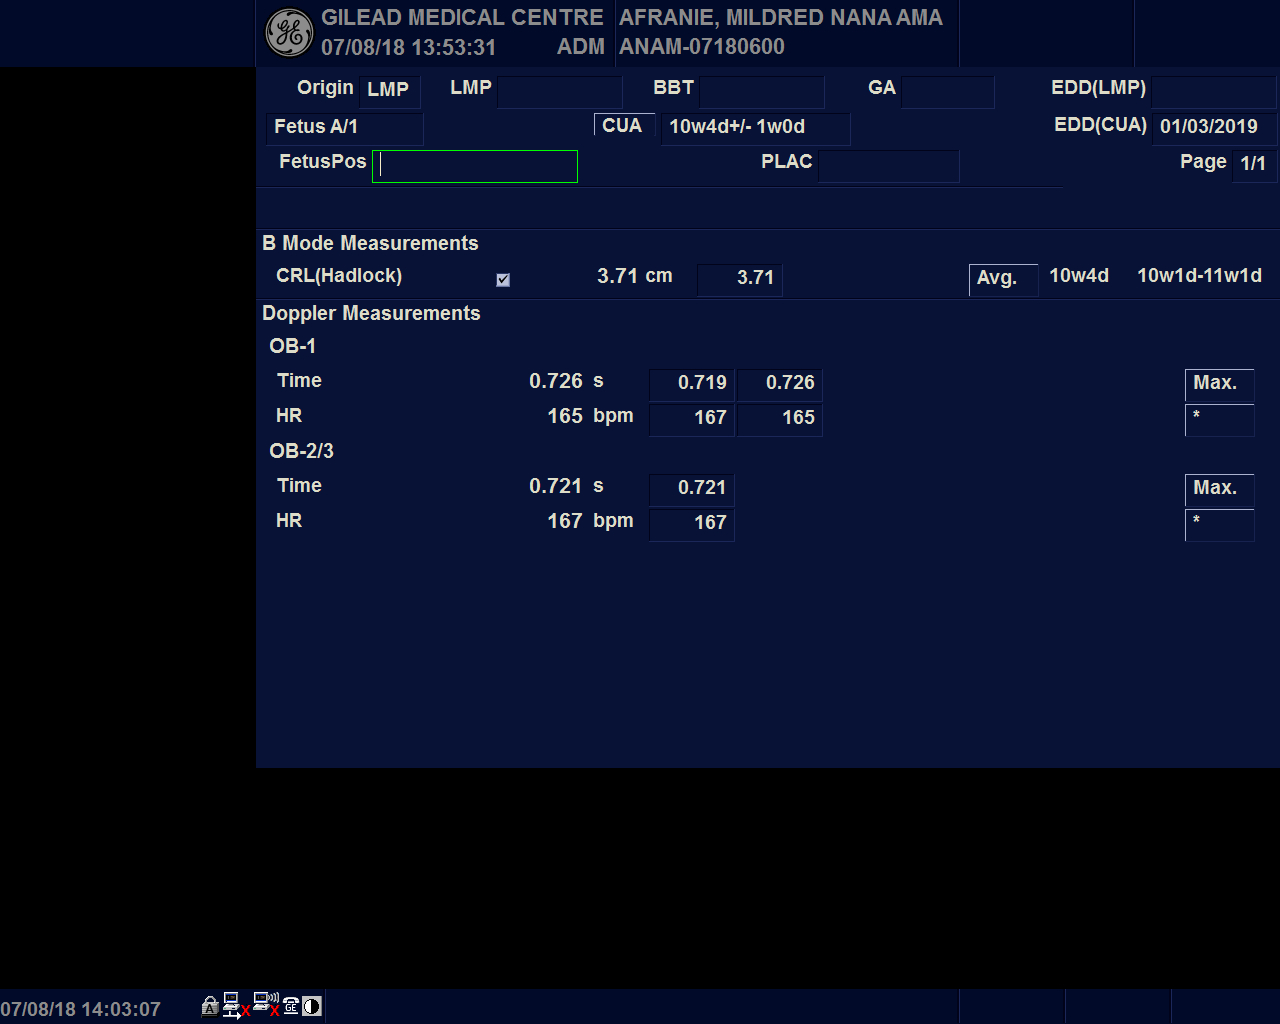 GILEAD MEDICAL CENTRE AFRANIE, MILDRED NANA AMA
07/08/18 13:53:31 ADM ANAM-07180600
Origin LMP LMP BBT GA EDD(LMP)
Fetus A/1 CUA 10w4d+/- 1w0d EDD(CUA) 01/03/2019
FetusPos PLAC Page 1/1
B Mode Measurements
CRL(Hadlock) 3.71 cm 3.71 Avg. 10w4d 10w1d-11w1d
Doppler Measurements
OB-1
Time 0.726 s 0.719 0.726 Max.
HR 165 bpm 167 165 *
OB-2/3
Time 0.721 s 0.721 Max.
HR 167 bpm 167 *
07/08/18 14:03:07 A GE